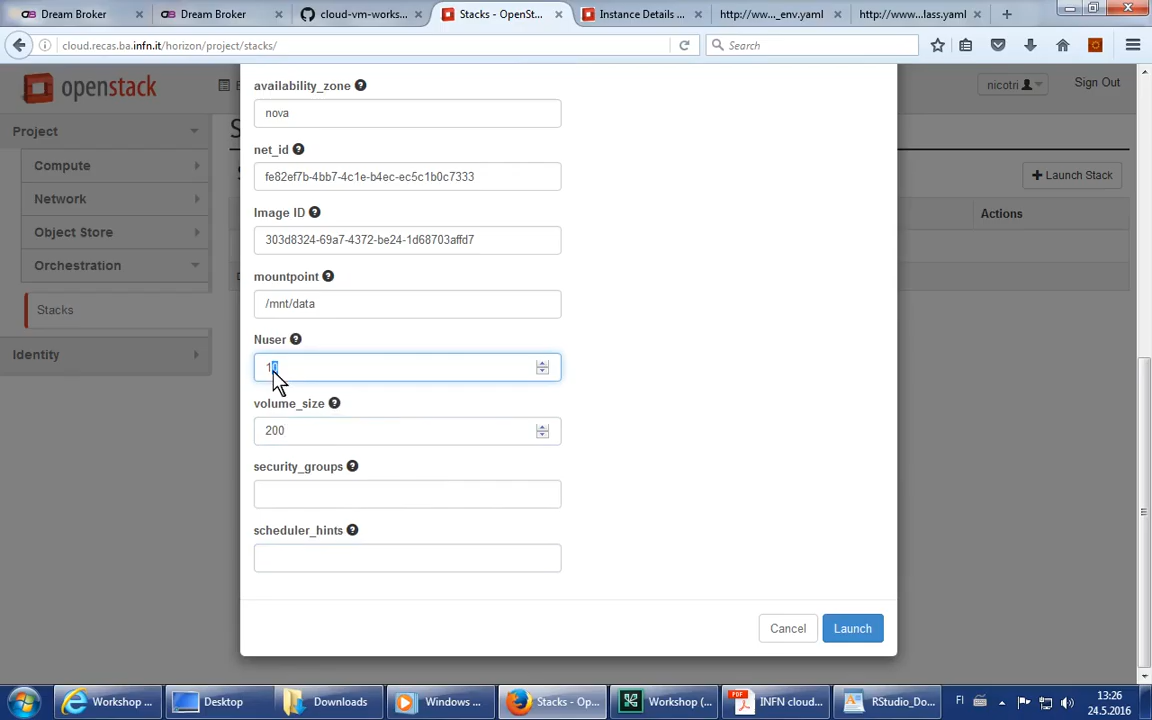 Dream Broker
Dream Broker
cloud-vm-works...
Stacks - OpenSt...
Instance Details ...
http://ww..._env.yaml
http://www...lass.yaml
cloud.recas.ba.infn.it/horizon/project/stacks/
Search
openstack
nicotri
Sign Out
Project
Compute
Network
Object Store
Orchestration
Stacks
Identity
Launch Stack
Actions
availability_zone
nova
net_id
fe82ef7b-4bb7-4c1e-b4ec-ec5c1b0c7333
Image ID
303d8324-69a7-4372-be24-1d68703affd7
mountpoint
/mnt/data
Nuser
10
volume_size
200
security_groups
scheduler_hints
Cancel
Launch
Workshop ...
Desktop
Downloads
Windows ...
Stacks - Op...
Workshop (...
INFN cloud...
RStudio_Do...
FI
13:26
24.5.2016